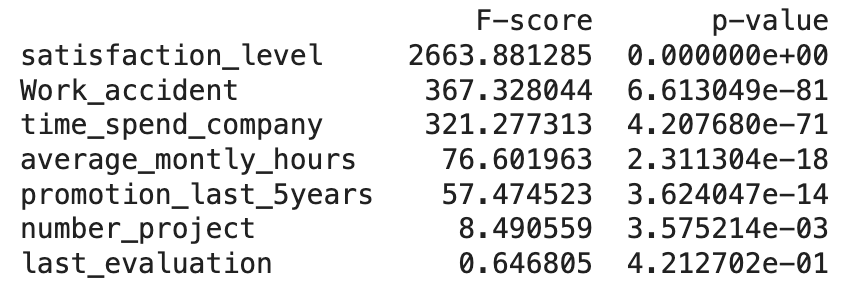 F-score p-value
satisfaction_level 2663.881285 0.000000e+00
Work_accident 367.328044 6.613049e-81
time_spend_company 321.277313 4.207680e-71
average_montly_hours 76.601963 2.311304e-18
promotion_last_5years 57.474523 3.624047e-14
number_project 8.490559 3.575214e-03
last_evaluation 0.646805 4.212702e-01